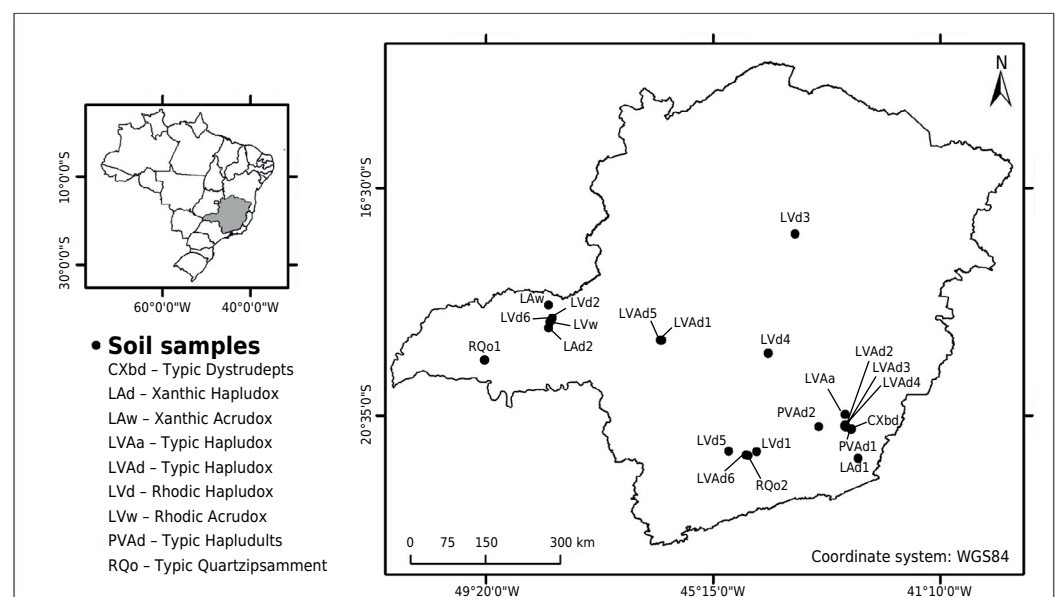 10°0'0"S
30°0'0"S
60°0'0"W
40°0'0"W
Soil samples
CXbd – Typic Dystrudepts
LAd – Xanthic Hapludox
LAw – Xanthic Acrudox
LVAa – Typic Hapludox
LVAd – Typic Hapludox
LVd – Rhodic Hapludox
LVw – Rhodic Acrudox
PVAd – Typic Hapludults
RQo – Typic Quartzipsamment
N
16°30'0"S
20°35'0"S
LVd3
LAw
LVd2
LVd6
LVw
LAd2
RQo1
LVAd5
LVAd1
LVd4
LVAd2
LVAd3
LVAd4
LVAa
PVAd2
CXbd
PVAd1
LAd1
LVd5
LVd1
LVAd6
RQo2
0 75 150 300 km
Coordinate system: WGS84
49°20'0"W
45°15'0"W
41°10'0"W